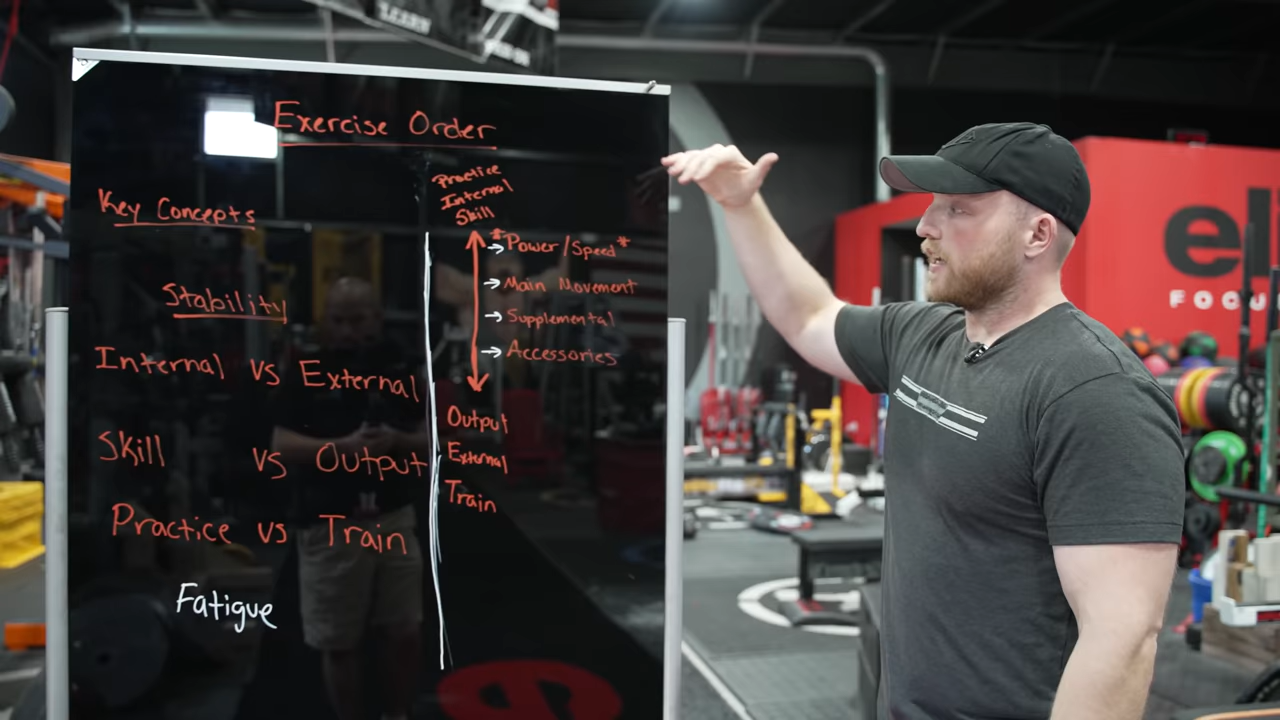 LEARN
Exercise Order
Key Concepts
Stability
Internal vs External
Skill vs Output
Practice vs Train
Fatigue
Practice
Internal
Skill
*Power/Speed*
Main Movement
Supplemental
Accessories
Output
External
Train